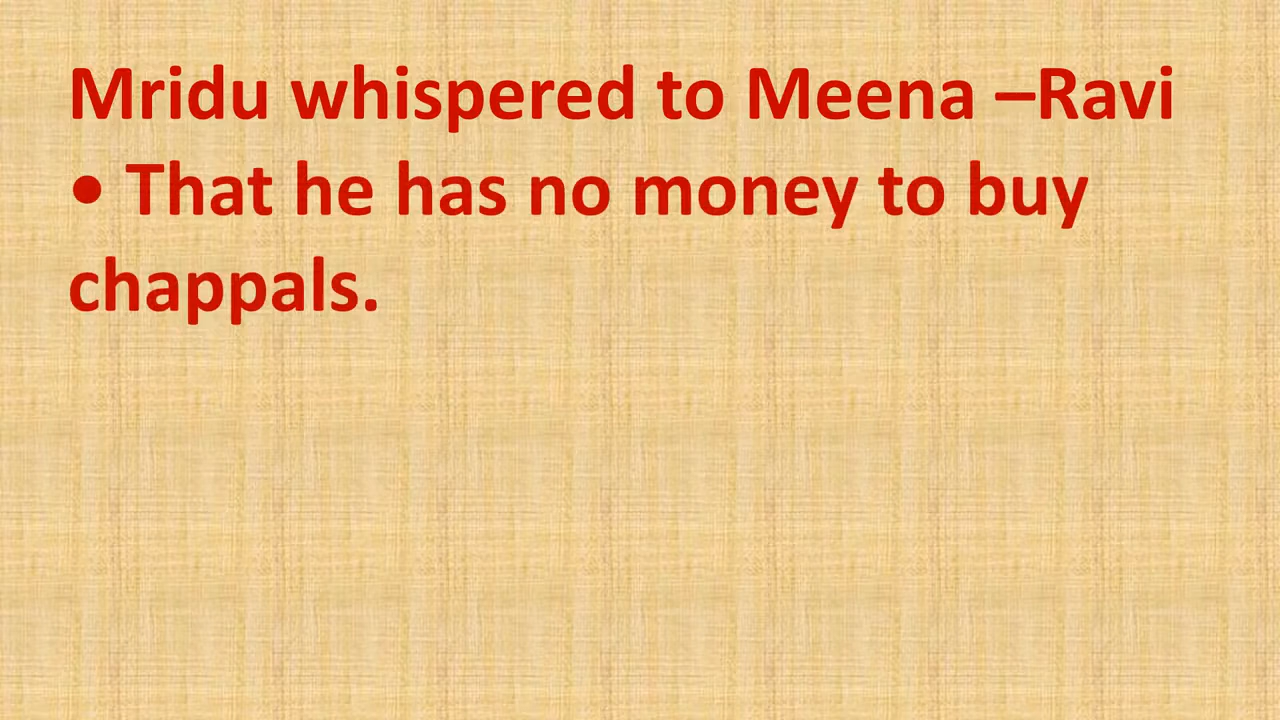 Mridu whispered to Meena –Ravi
• That he has no money to buy
chappals.